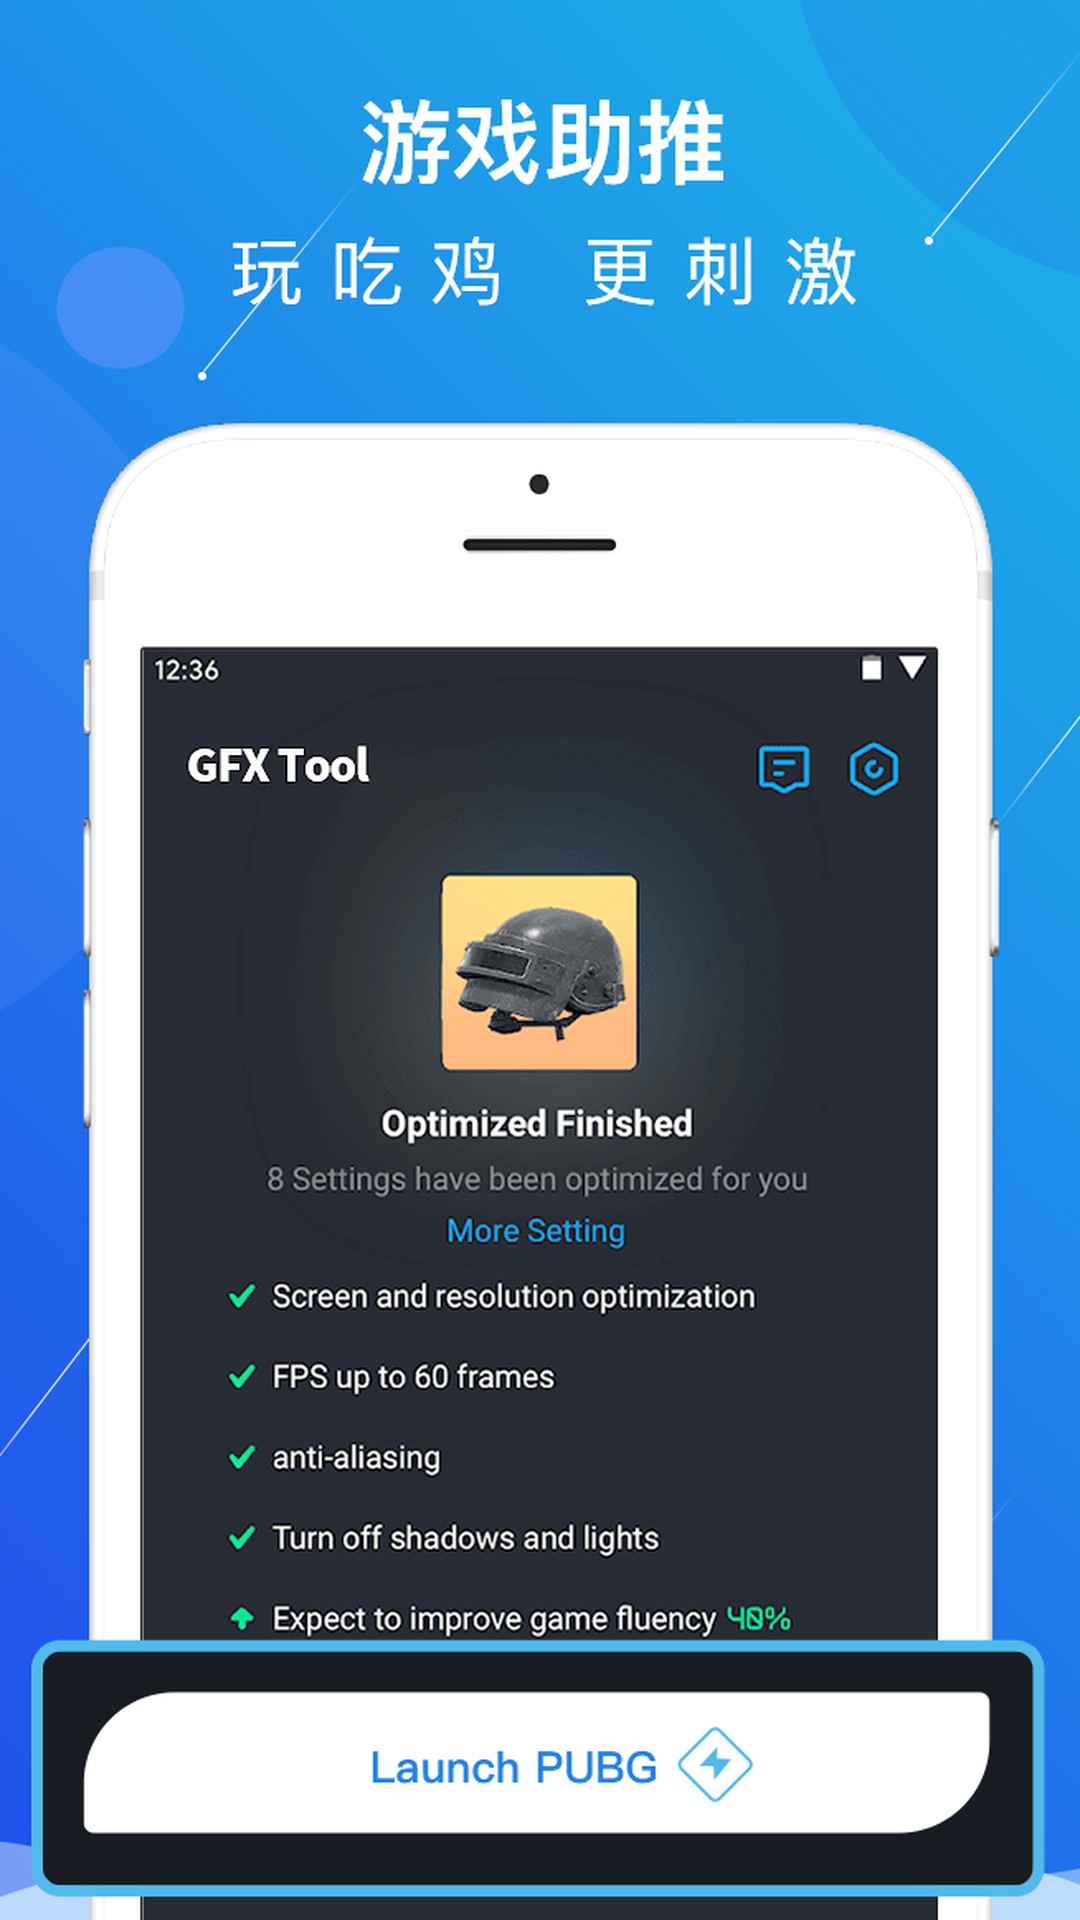 游戏助推
玩吃鸡 更刺激
12:36
GFX Tool
Optimized Finished
8 Settings have been optimized for you
More Setting
Screen and resolution optimization
FPS up to 60 frames
anti-aliasing
Turn off shadows and lights
Expect to improve game fluency 40%
Launch PUBG